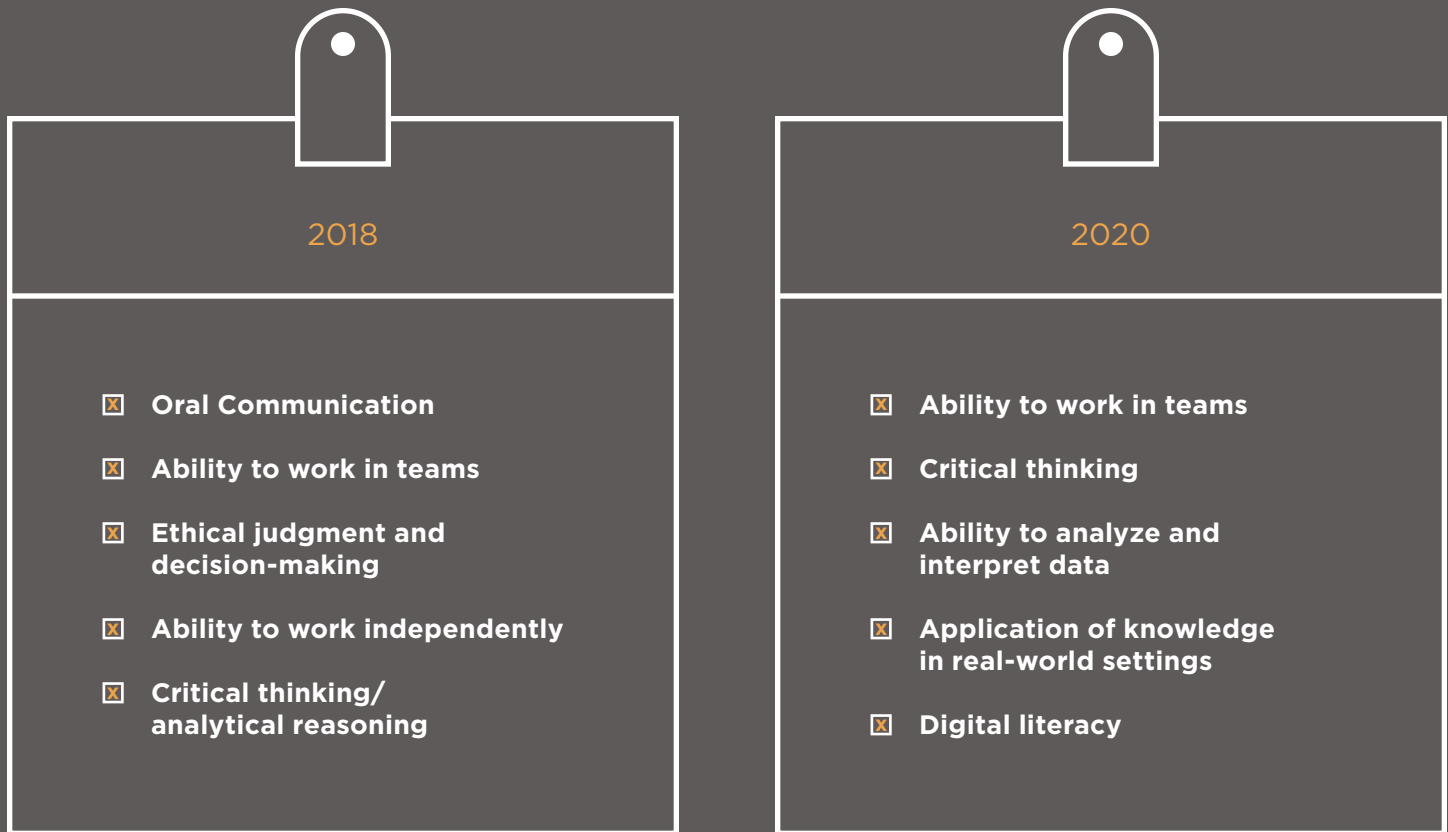 2018
Oral Communication
Ability to work in teams
Ethical judgment and
decision-making
Ability to work independently
Critical thinking/
analytical reasoning
2020
Ability to work in teams
Critical thinking
Ability to analyze and
interpret data
Application of knowledge
in real-world settings
Digital literacy